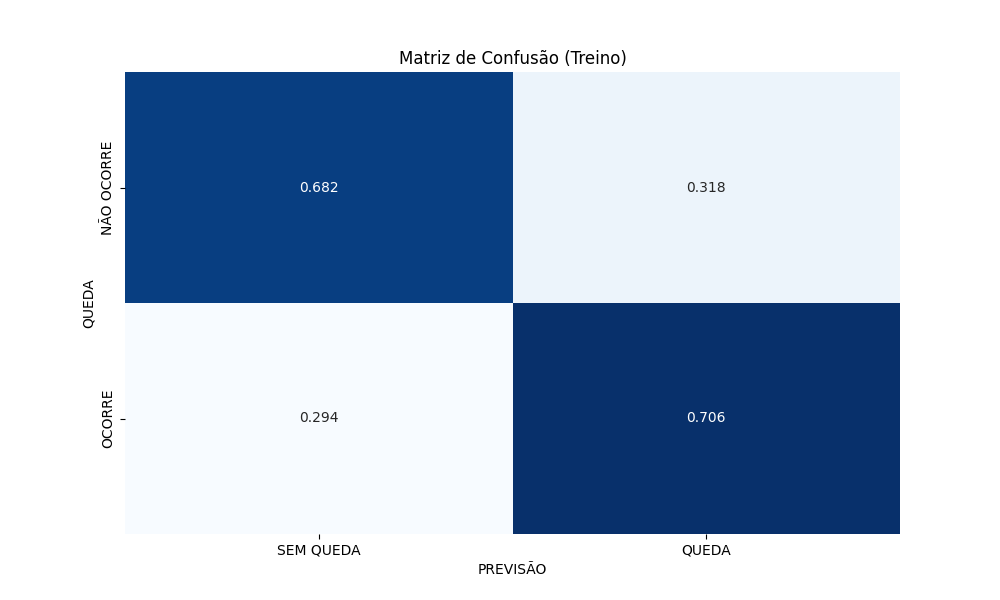 Matriz de Confusão (Treino)
QUEDA
NÃO OCORRE
0.682
0.318
OCORRE
0.294
0.706
SEM QUEDA
QUEDA
PREVISÃO